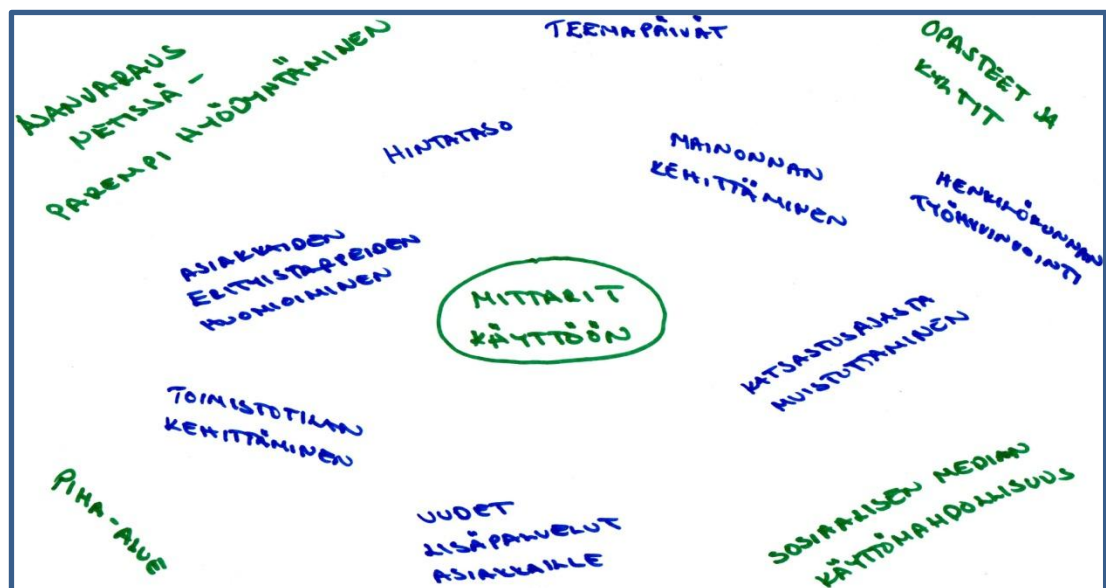 AJANVARAUS
NETISSÄ -
PAREMPI HYÖDYNTÄMINEN
TEEMAPÄIVÄT
OPASTEET JA
KYLTIT
HINTATASO
MAINONNAN
KEHITTÄMINEN
HENKILÖKUNNAN
TYÖHYVINVOINTI
ASIAKKAIDEN
ERITYISTARPEIDEN
HUOMIOIMINEN
MITTARIT
KÄYTTÖÖN
KATSASTUSAJASTA
MUISTUTTAMINEN
TOIMISTOTILAN
KEHITTÄMINEN
PIHA-ALUE
UUDET
LISÄPALVELUT
ASIAKKAILLE
SOSIAALISEN MEDIAN
KÄYTTÖMAHDOLLISUUS